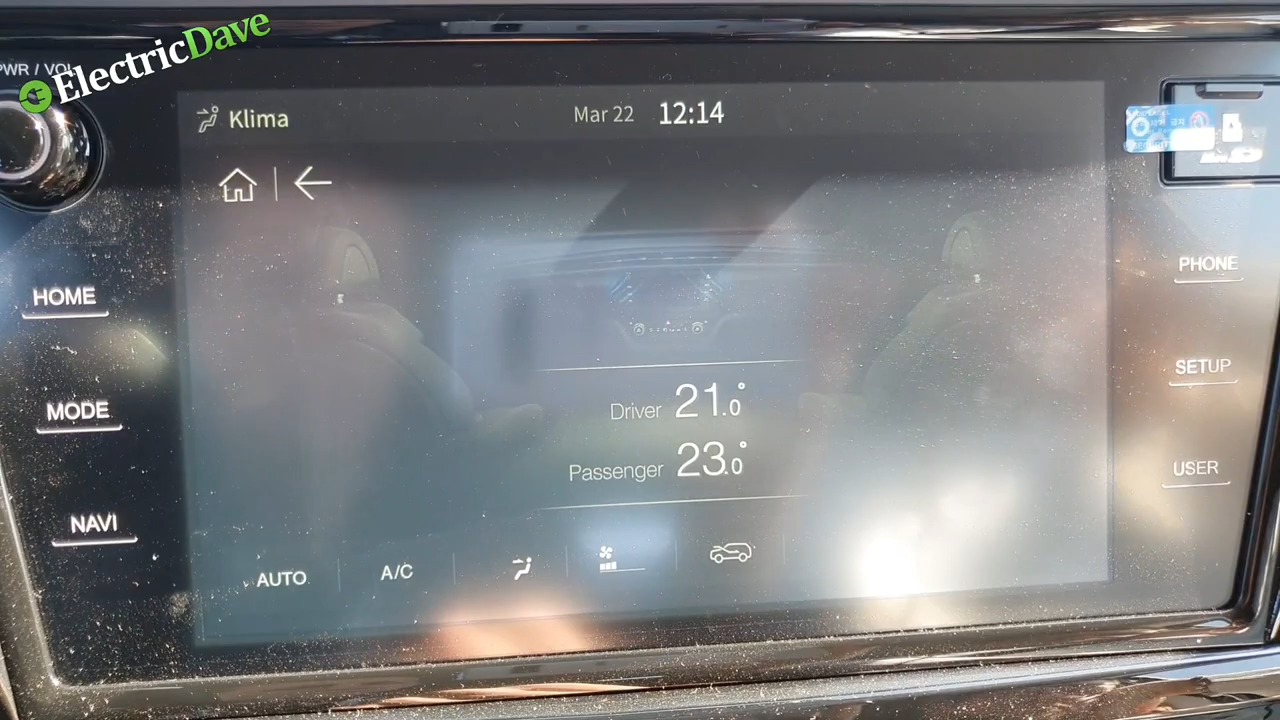 ElectricDave
PWR / VOL
Klima
Mar 22 12:14
HOME
MODE
NAVI
PHONE
SETUP
USER
Driver 21.0°
Passenger 23.0°
AUTO
A/C